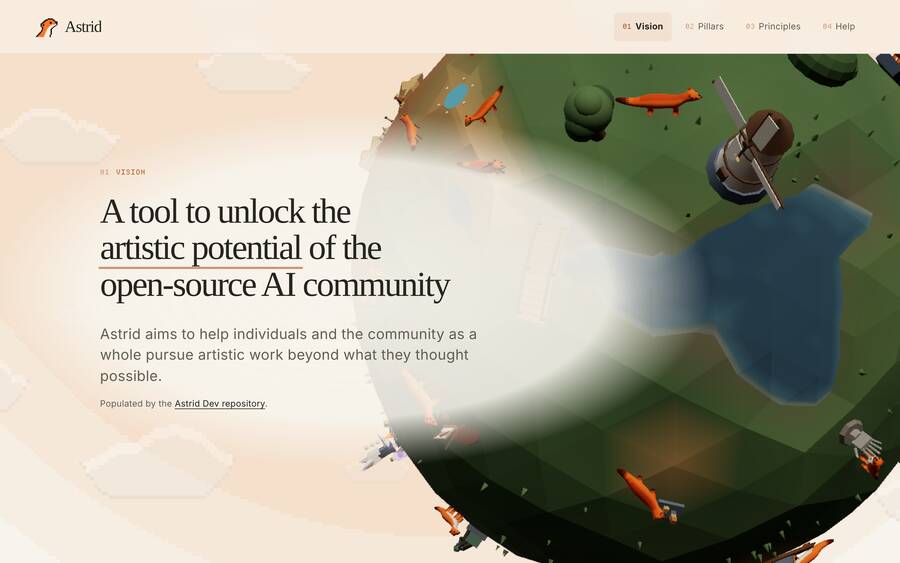 Astrid
01 Vision
02 Pillars
03 Principles
04 Help
01 VISION
A tool to unlock the
artistic potential of the
open-source AI community
Astrid aims to help individuals and the community as a
whole pursue artistic work beyond what they thought
possible.
Populated by the Astrid Dev repository.